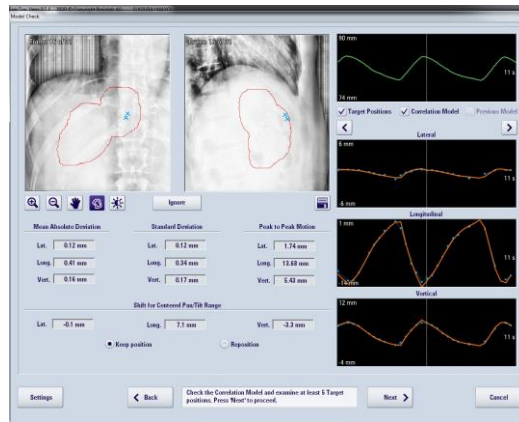 Model Check
90 mm
11 s
74 mm
Target Positions
Correlation Model
Previous Model
Lateral
6 mm
11 s
-6 mm
Longitudinal
1 mm
11 s
-14 mm
Vertical
12 mm
11 s
-4 mm
Ignore
Mean Absolute Deviation
Standard Deviation
Peak to Peak Motion
Lat. 0.12 mm
Lat. 0.12 mm
Lat. 1.74 mm
Long. 0.41 mm
Long. 0.34 mm
Long. 13.68 mm
Vert. 0.16 mm
Vert. 0.17 mm
Vert. 5.43 mm
Shift for Centered Pan/Tilt Range
Lat. -0.1 mm
Long. 7.1 mm
Vert. -3.3 mm
Keep position
Reposition
Settings
Back
Check the Correlation Model and examine at least 5 Target
positions. Press 'Next' to proceed.
Next
Cancel